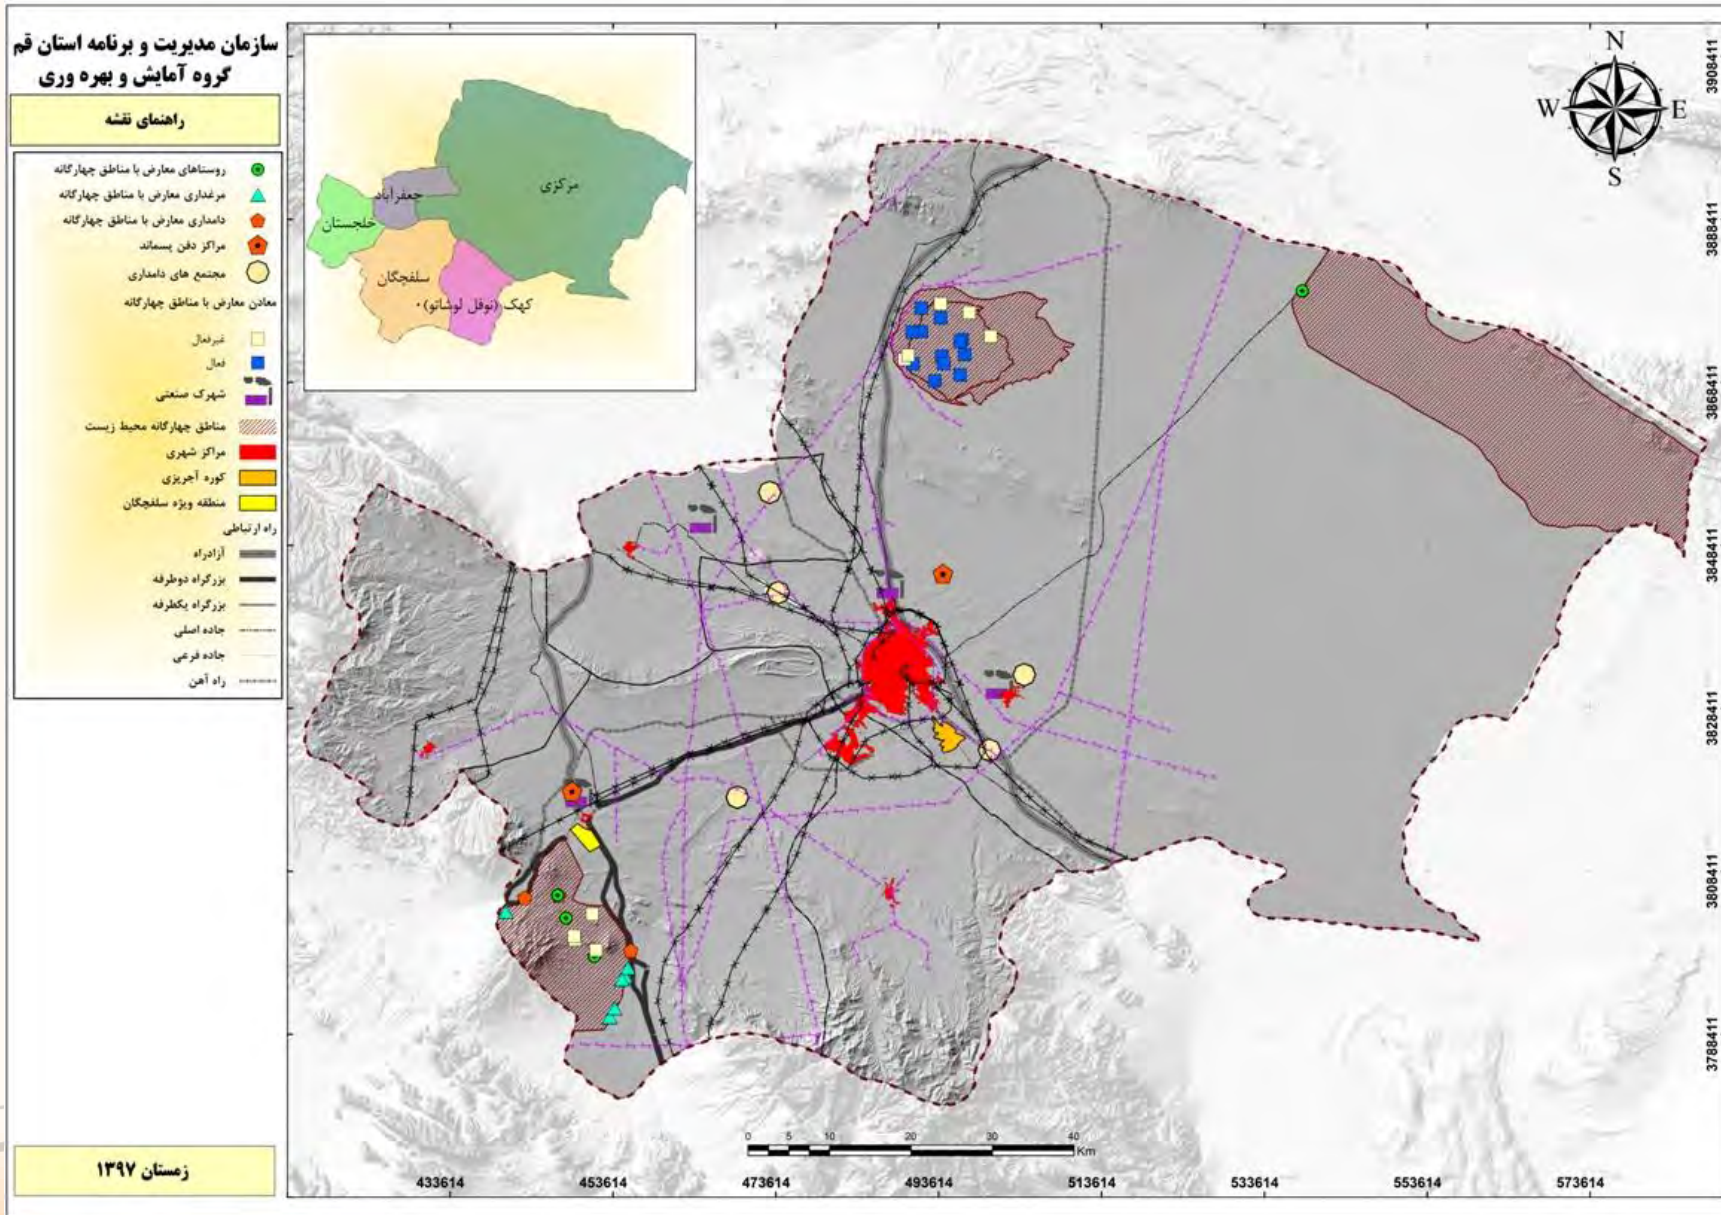 سازمان مدیریت و برنامه استان قم
گروه آمایش و بهره وری
راهنمای نقشه
روستاهای معارض با مناطق چهارگانه
مرغداری معارض با مناطق چهارگانه
دامداری معارض با مناطق چهارگانه
مراکز دفن پسماند
مجتمع های دامداری
معادن معارض با مناطق چهارگانه
غیرفعال
فعال
شهرک صنعتی
مناطق چهارگانه محیط زیست
مراکز شهری
کوره آجرپزی
منطقه ویژه سلفچگان
راه ارتباطی
آزادراه
بزرگراه دوطرفه
بزرگراه یکطرفه
جاده اصلی
جاده فرعی
راه آهن
زمستان ۱۳۹۷
مرکزی
جعفرآباد
خلجستان
سلفچگان
کهک (نوفل لوشاتو)۰
N
W E
S
3908411
3888411
3868411
3848411
3828411
3808411
3788411
0 5 10 20 30 40
Km
433614 453614 473614 493614 513614 533614 553614 573614